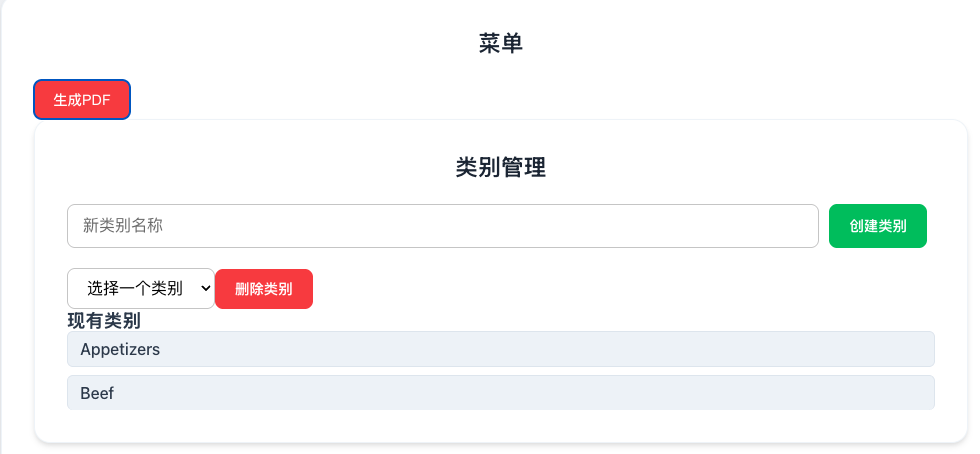 菜单
生成PDF
类别管理
新类别名称
创建类别
选择一个类别
删除类别
现有类别
Appetizers
Beef